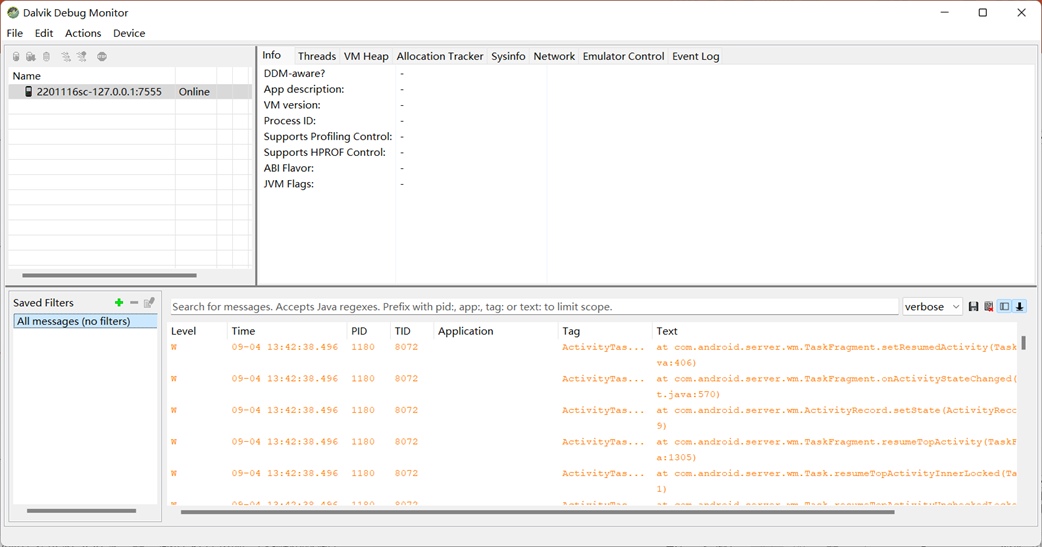 Dalvik Debug Monitor
File Edit Actions Device
Name
2201116sc-127.0.0.1:7555 Online
Info Threads VM Heap Allocation Tracker Sysinfo Network Emulator Control Event Log
DDM-aware? -
App description: -
VM version: -
Process ID: -
Supports Profiling Control: -
Supports HPROF Control: -
ABI Flavor: -
JVM Flags: -
Saved Filters
All messages (no filters)
Search for messages. Accepts Java regexes. Prefix with pid:, app:, tag: or text: to limit scope. verbose
Level Time PID TID Application Tag Text
W 09-04 13:42:38.496 1180 8072 ActivityTas... at com.android.server.wm.TaskFragment.setResumedActivity(Task
va:406)
W 09-04 13:42:38.496 1180 8072 ActivityTas... at com.android.server.wm.TaskFragment.onActivityStateChanged(
t.java:570)
W 09-04 13:42:38.496 1180 8072 ActivityTas... at com.android.server.wm.ActivityRecord.setState(ActivityReco
9)
W 09-04 13:42:38.496 1180 8072 ActivityTas... at com.android.server.wm.TaskFragment.resumeTopActivity(TaskF
a:1305)
W 09-04 13:42:38.496 1180 8072 ActivityTas... at com.android.server.wm.Task.resumeTopActivityInnerLocked(Ta
1)